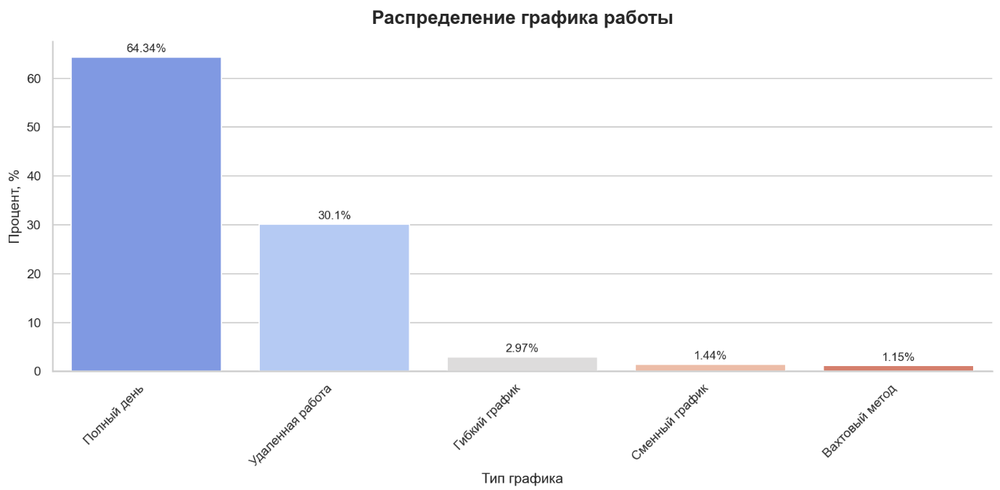 Распределение графика работы
Процент, %
60
50
40
30
20
10
0
64.34%
30.1%
2.97%
1.44%
1.15%
Полный день
Удаленная работа
Гибкий график
Сменный график
Вахтовый метод
Тип графика